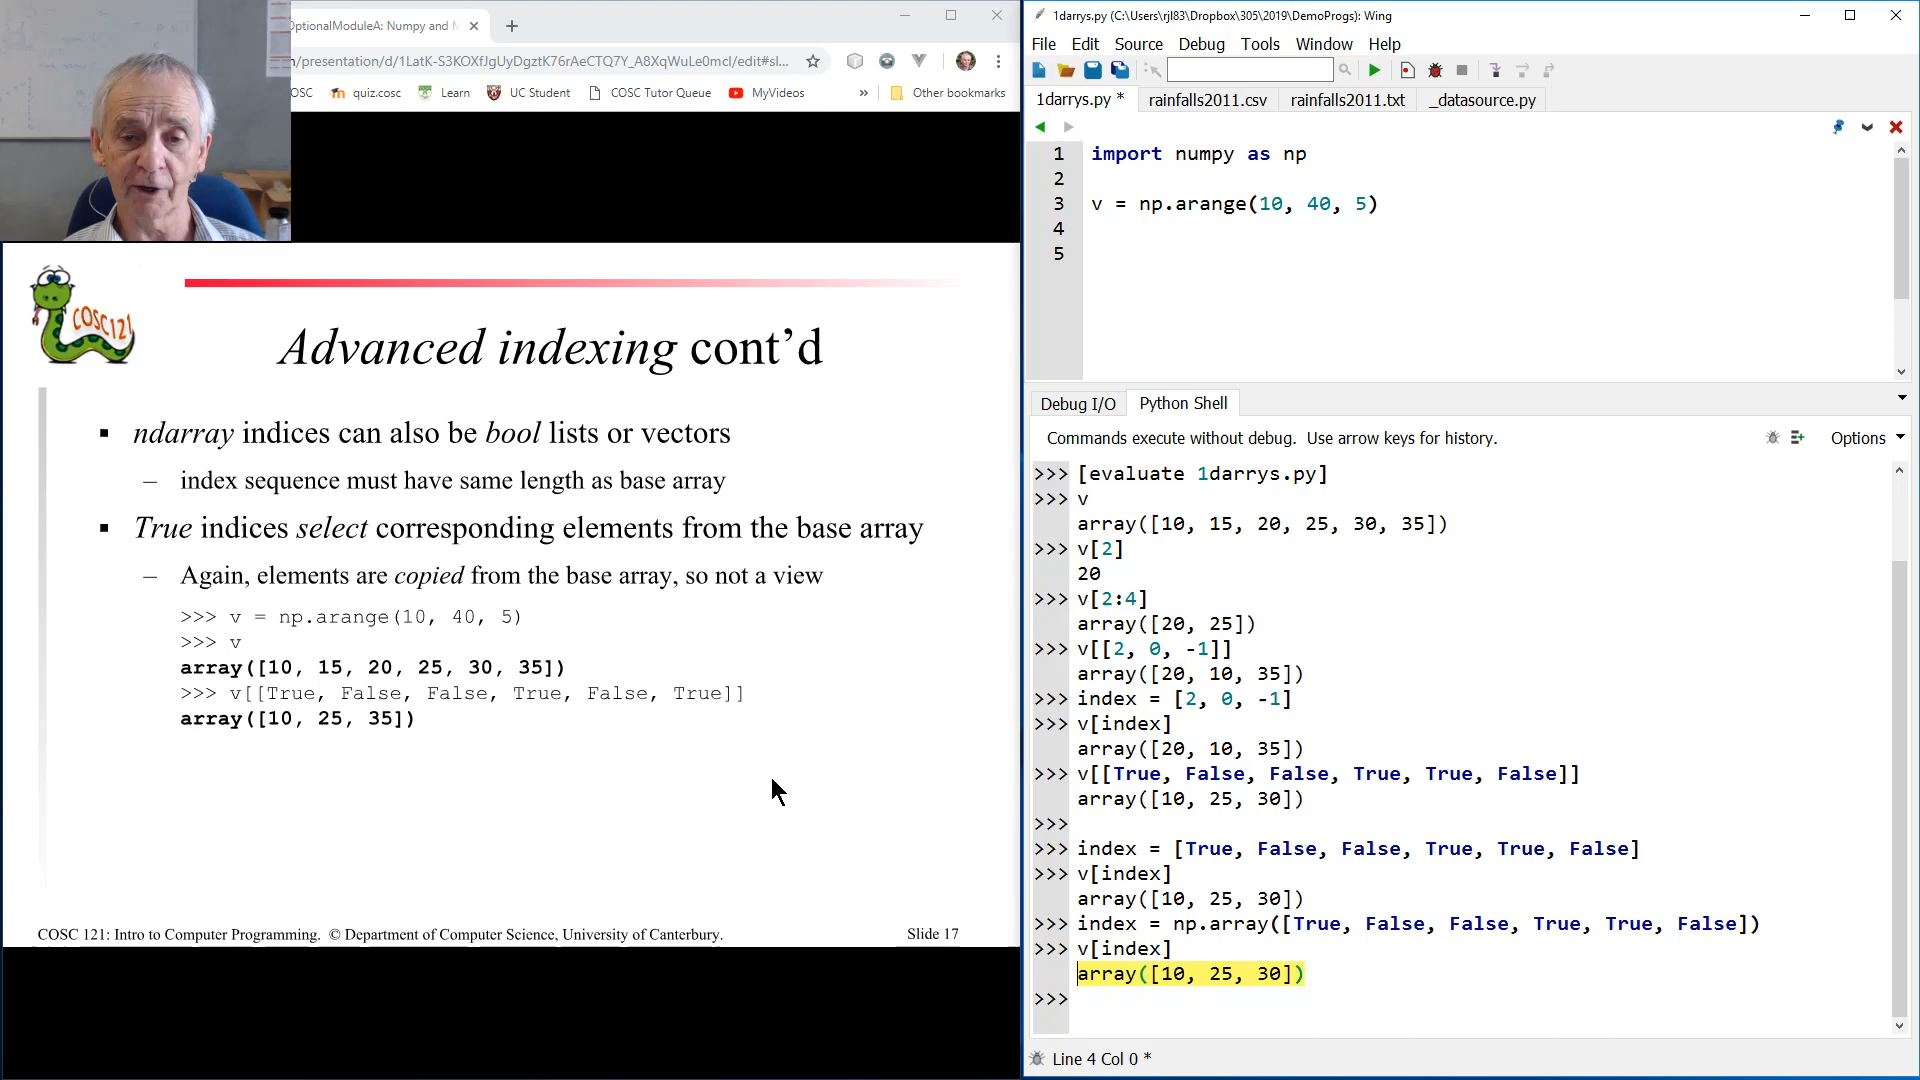 OptionalModuleA: Numpy and M
n/presentation/d/1LatK-S3KOXfJgUyDgztK76rAeCTQ7Y_A8XqWuLe0mcI/edit#sl...
OSC quiz.cosc Learn UC Student COSC Tutor Queue MyVideos » Other bookmarks
COSC121
Advanced indexing cont’d
▪ ndarray indices can also be bool lists or vectors
– index sequence must have same length as base array
▪ True indices select corresponding elements from the base array
– Again, elements are copied from the base array, so not a view
>>> v = np.arange(10, 40, 5)
>>> v
array([10, 15, 20, 25, 30, 35])
>>> v[[True, False, False, True, False, True]]
array([10, 25, 35])
COSC 121: Intro to Computer Programming. © Department of Computer Science, University of Canterbury.
Slide 17
1darrys.py (C:\Users\rjl83\Dropbox\305\2019\DemoProgs): Wing
File Edit Source Debug Tools Window Help
1darrys.py * rainfalls2011.csv rainfalls2011.txt _datasource.py
1 import numpy as np
2
3 v = np.arange(10, 40, 5)
4
5
Debug I/O Python Shell
Commands execute without debug. Use arrow keys for history.
Options
>>> [evaluate 1darrys.py]
>>> v
array([10, 15, 20, 25, 30, 35])
>>> v[2]
20
>>> v[2:4]
array([20, 25])
>>> v[[2, 0, -1]]
array([20, 10, 35])
>>> index = [2, 0, -1]
>>> v[index]
array([20, 10, 35])
>>> v[[True, False, False, True, True, False]]
array([10, 25, 30])
>>>
>>> index = [True, False, False, True, True, False]
>>> v[index]
array([10, 25, 30])
>>> index = np.array([True, False, False, True, True, False])
>>> v[index]
array([10, 25, 30])
>>>
Line 4 Col 0 *